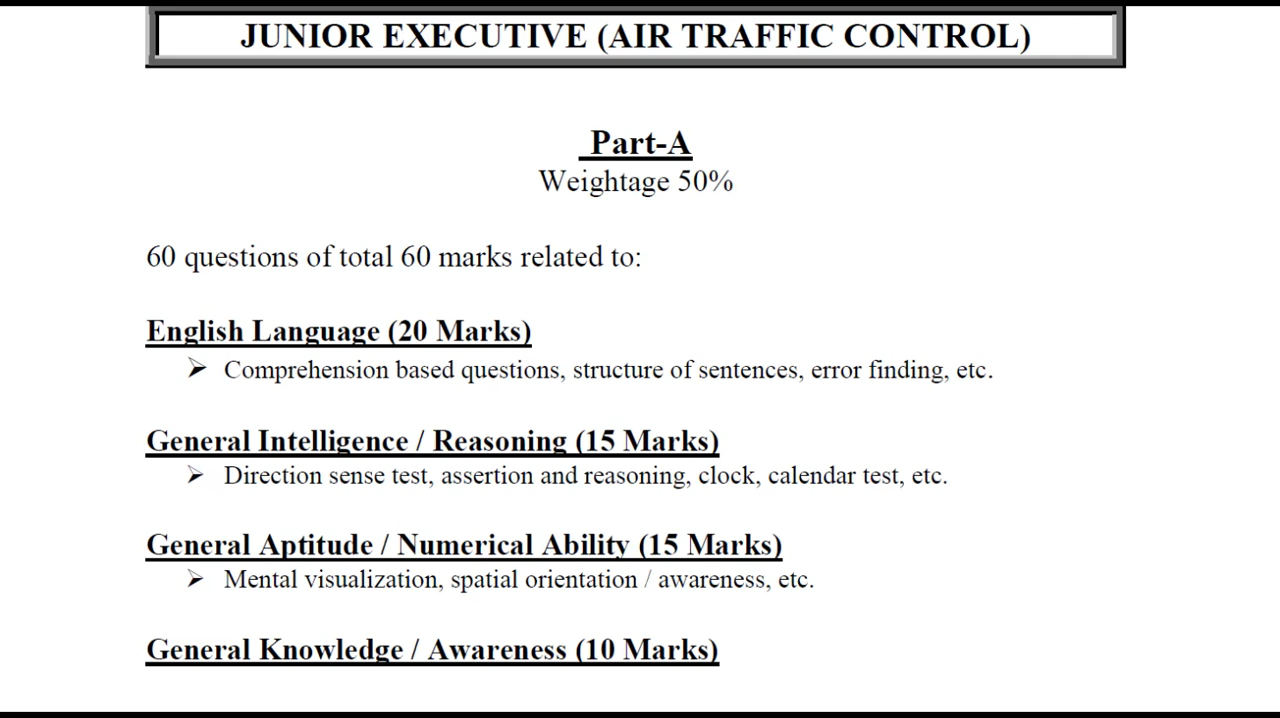 JUNIOR EXECUTIVE (AIR TRAFFIC CONTROL)
Part-A
Weightage 50%
60 questions of total 60 marks related to:
English Language (20 Marks)
➢ Comprehension based questions, structure of sentences, error finding, etc.
General Intelligence / Reasoning (15 Marks)
➢ Direction sense test, assertion and reasoning, clock, calendar test, etc.
General Aptitude / Numerical Ability (15 Marks)
➢ Mental visualization, spatial orientation / awareness, etc.
General Knowledge / Awareness (10 Marks)